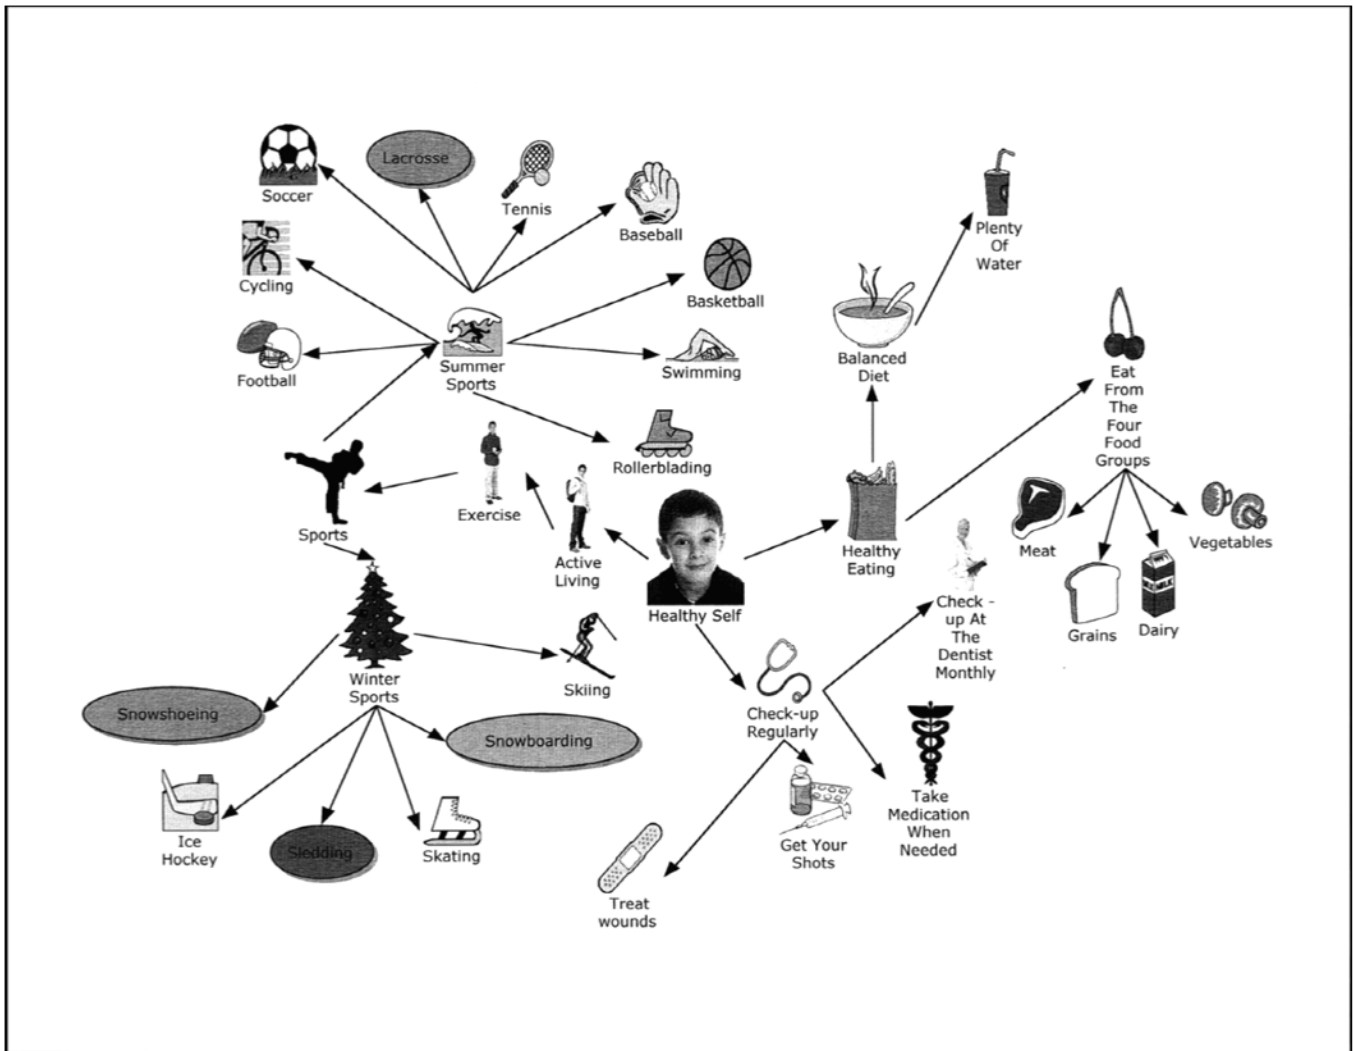 Soccer
Lacrosse
Tennis
Baseball
Cycling
Basketball
Football
Summer
Sports
Swimming
Rollerblading
Exercise
Sports
Active
Living
Healthy Self
Winter
Sports
Skiing
Snowshoeing
Snowboarding
Ice
Hockey
Sledding
Skating
Plenty
Of
Water
Balanced
Diet
Eat
From
The
Four
Food
Groups
Healthy
Eating
Meat
Vegetables
Grains
MILK
Dairy
Check -
up At
The
Dentist
Monthly
Check-up
Regularly
Take
Medication
When
Needed
Get Your
Shots
Treat
wounds